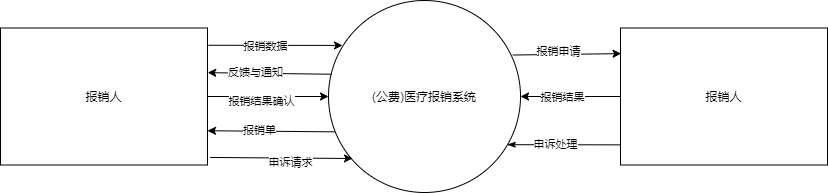 报销人
报销数据
反馈与通知
报销结果确认
报销单
申诉请求
(公费)医疗报销系统
报销申请
报销结果
申诉处理
报销人